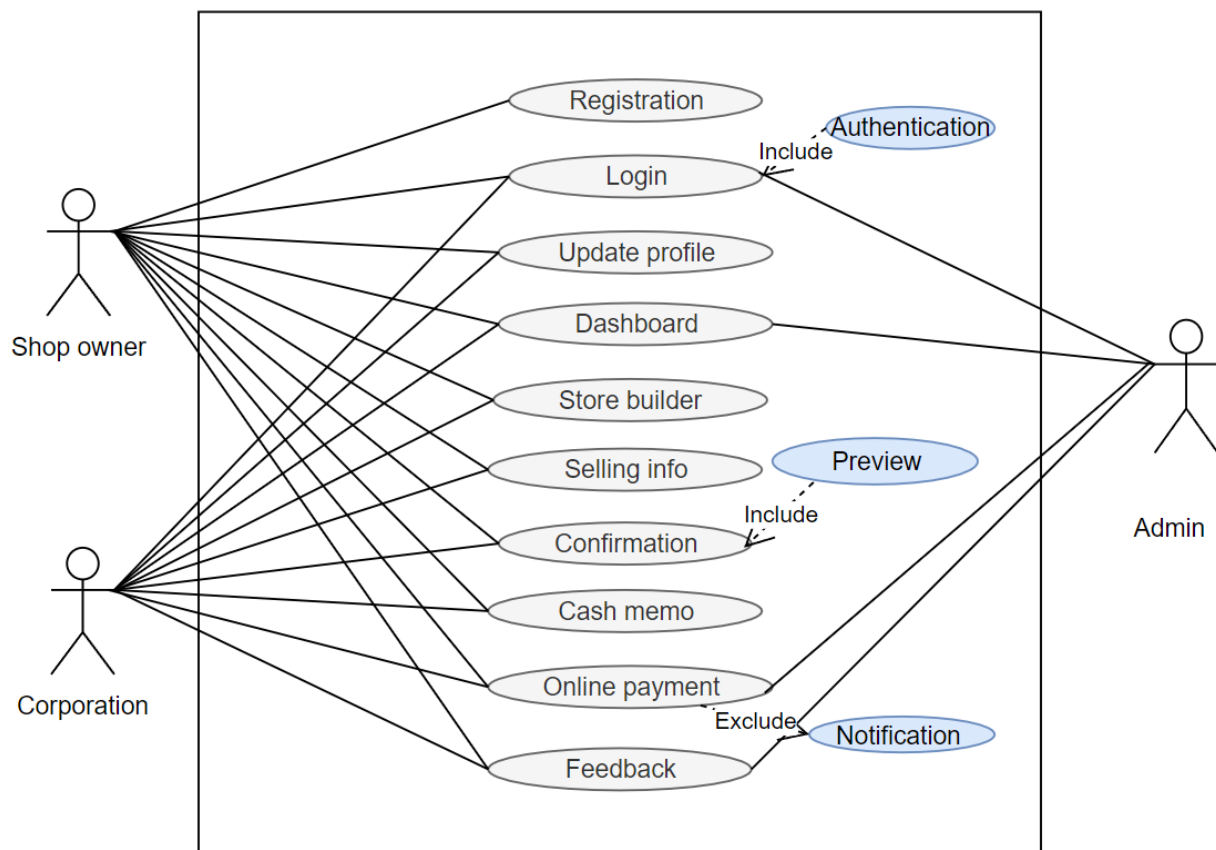 Registration
Authentication
Include
Login
Update profile
Shop owner
Dashboard
Store builder
Selling info
Preview
Include
Confirmation
Admin
Cash memo
Corporation
Online payment
Exclude
Notification
Feedback